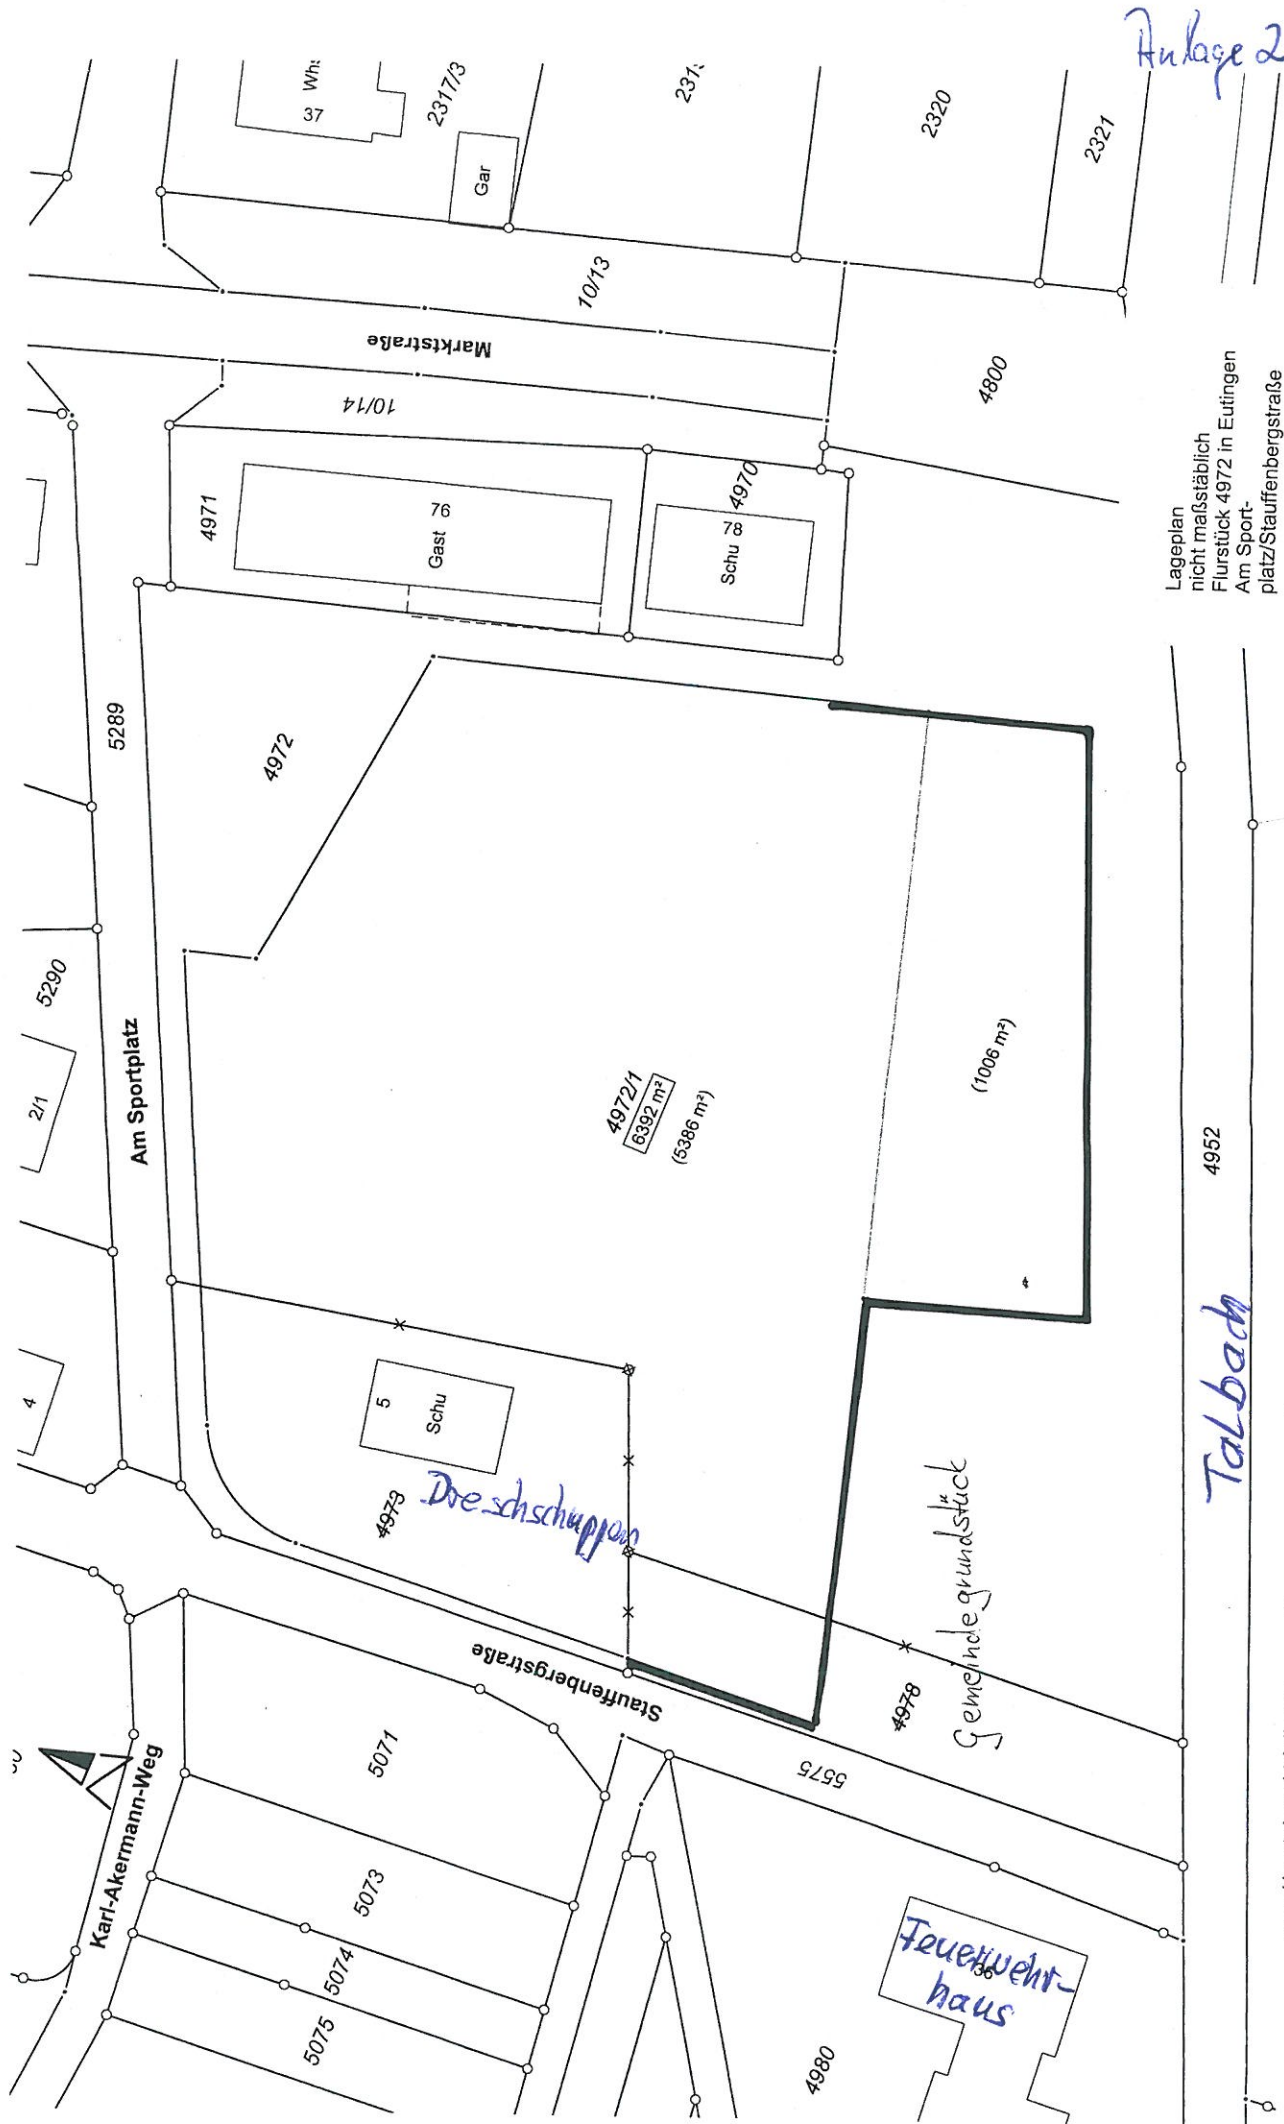 Anlage 2
Whs
37
2317/3
Gar
231
2320
2321
10/13
Marktstraße
10/14
4800
4971
76
Gast
4970
78
Schu
Lageplan
nicht maßstäblich
Flurstück 4972 in Eutingen
Am Sport-
platz/Stauffenbergstraße
5289
4972
5290
2/1
Am Sportplatz
4972/1
6392 m²
(5386 m²)
(1006 m²)
4952
Talbach
4
5
Schu
4973
Dreschschuppen
Gemeindegrundstück
4978
Stauffenbergstraße
5575
Karl-Akermann-Weg
5071
5073
5074
5075
Feuerwehr-
haus
36
4980